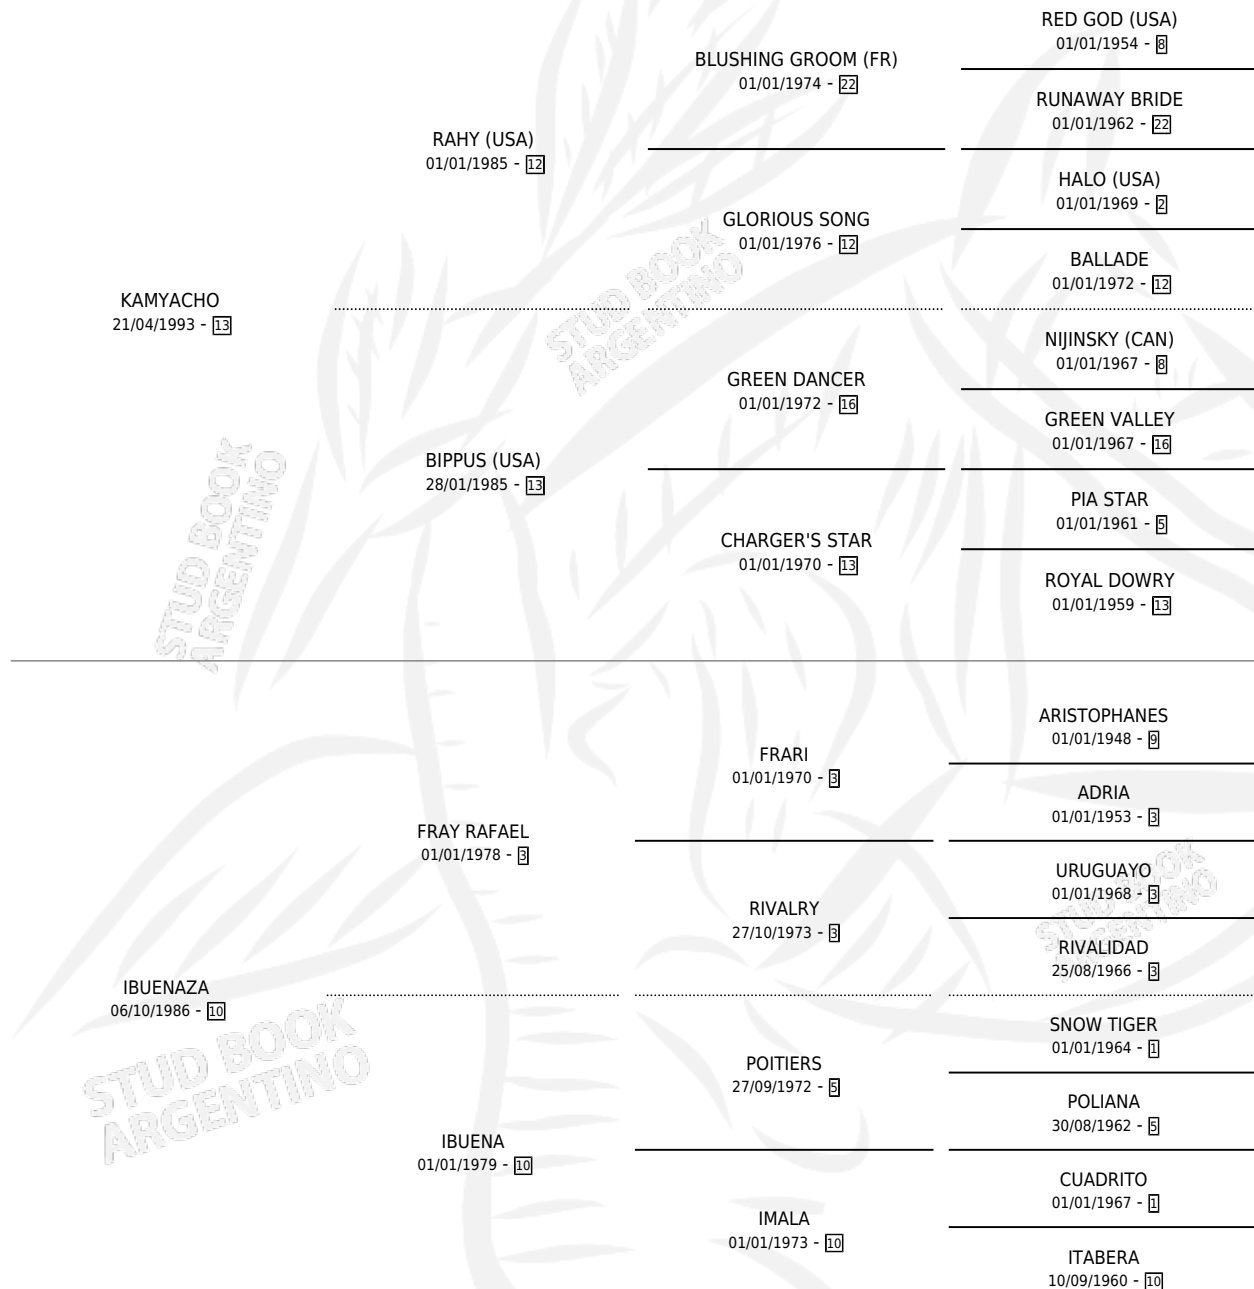 RED GOD (USA)
01/01/1954 - 8
BLUSHING GROOM (FR)
01/01/1974 - 22
RUNAWAY BRIDE
01/01/1962 - 22
RAHY (USA)
01/01/1985 - 12
HALO (USA)
01/01/1969 - 2
GLORIOUS SONG
01/01/1976 - 12
BALLADE
01/01/1972 - 12
KAMYACHO
21/04/1993 - 13
STUD BOOK
ARGENTINO
NIJINSKY (CAN)
01/01/1967 - 8
GREEN DANCER
01/01/1972 - 16
GREEN VALLEY
01/01/1967 - 16
BIPPUS (USA)
28/01/1985 - 13
PIA STAR
01/01/1961 - 5
CHARGER'S STAR
01/01/1970 - 13
ROYAL DOWRY
01/01/1959 - 13
STUD BOOK
ARGENTINO
ARISTOPHANES
01/01/1948 - 9
FRARI
01/01/1970 - 3
ADRIA
01/01/1953 - 3
FRAY RAFAEL
01/01/1978 - 3
URUGUAYO
01/01/1968 - 3
RIVALRY
27/10/1973 - 3
RIVALIDAD
25/08/1966 - 3
STUD BOOK
ARGENTINO
IBUENAZA
06/10/1986 - 10
SNOW TIGER
01/01/1964 - 1
POITIERS
27/09/1972 - 5
POLIANA
30/08/1962 - 5
STUD BOOK
ARGENTINO
IBUENA
01/01/1979 - 10
CUADRITO
01/01/1967 - 1
IMALA
01/01/1973 - 10
ITABERA
10/09/1960 - 10